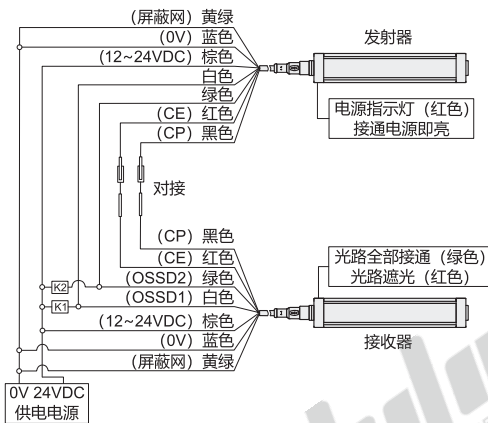 (屏蔽网) 黄绿
(0V) 蓝色
(12~24VDC) 棕色
白色
绿色
(CE) 红色
(CP) 黑色
发射器
电源指示灯 (红色)
接通电源即亮
对接
(CP) 黑色
(CE) 红色
(OSSD2) 绿色
(OSSD1) 白色
(12~24VDC) 棕色
(0V) 蓝色
(屏蔽网) 黄绿
K2
K1
光路全部接通 (绿色)
光路遮光 (红色)
接收器
0V 24VDC
供电电源